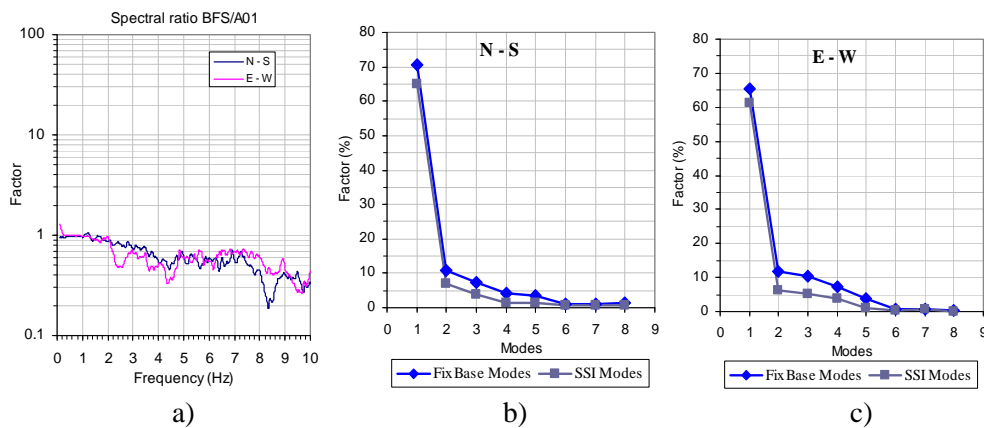 Spectral ratio BFS/A01
100
10
1
0.1
Factor
N - S
E - W
0 1 2 3 4 5 6 7 8 9 10
Frequency (Hz)
a)
N - S
80
70
60
50
40
30
20
10
0
Factor (%)
0 1 2 3 4 5 6 7 8 9
Modes
Fix Base Modes SSI Modes
b)
E - W
80
70
60
50
40
30
20
10
0
Factor (%)
0 1 2 3 4 5 6 7 8 9
Modes
Fix Base Modes SSI Modes
c)